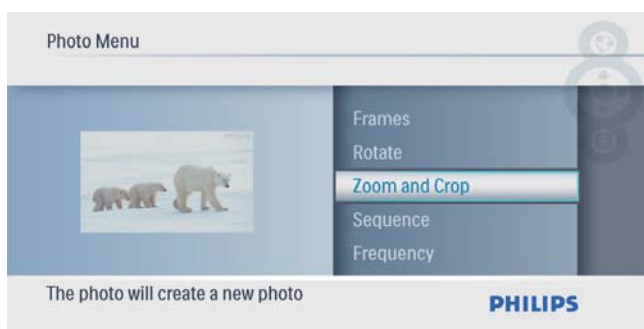 Photo Menu
Frames
Rotate
Zoom and Crop
Sequence
Frequency
The photo will create a new photo
PHILIPS